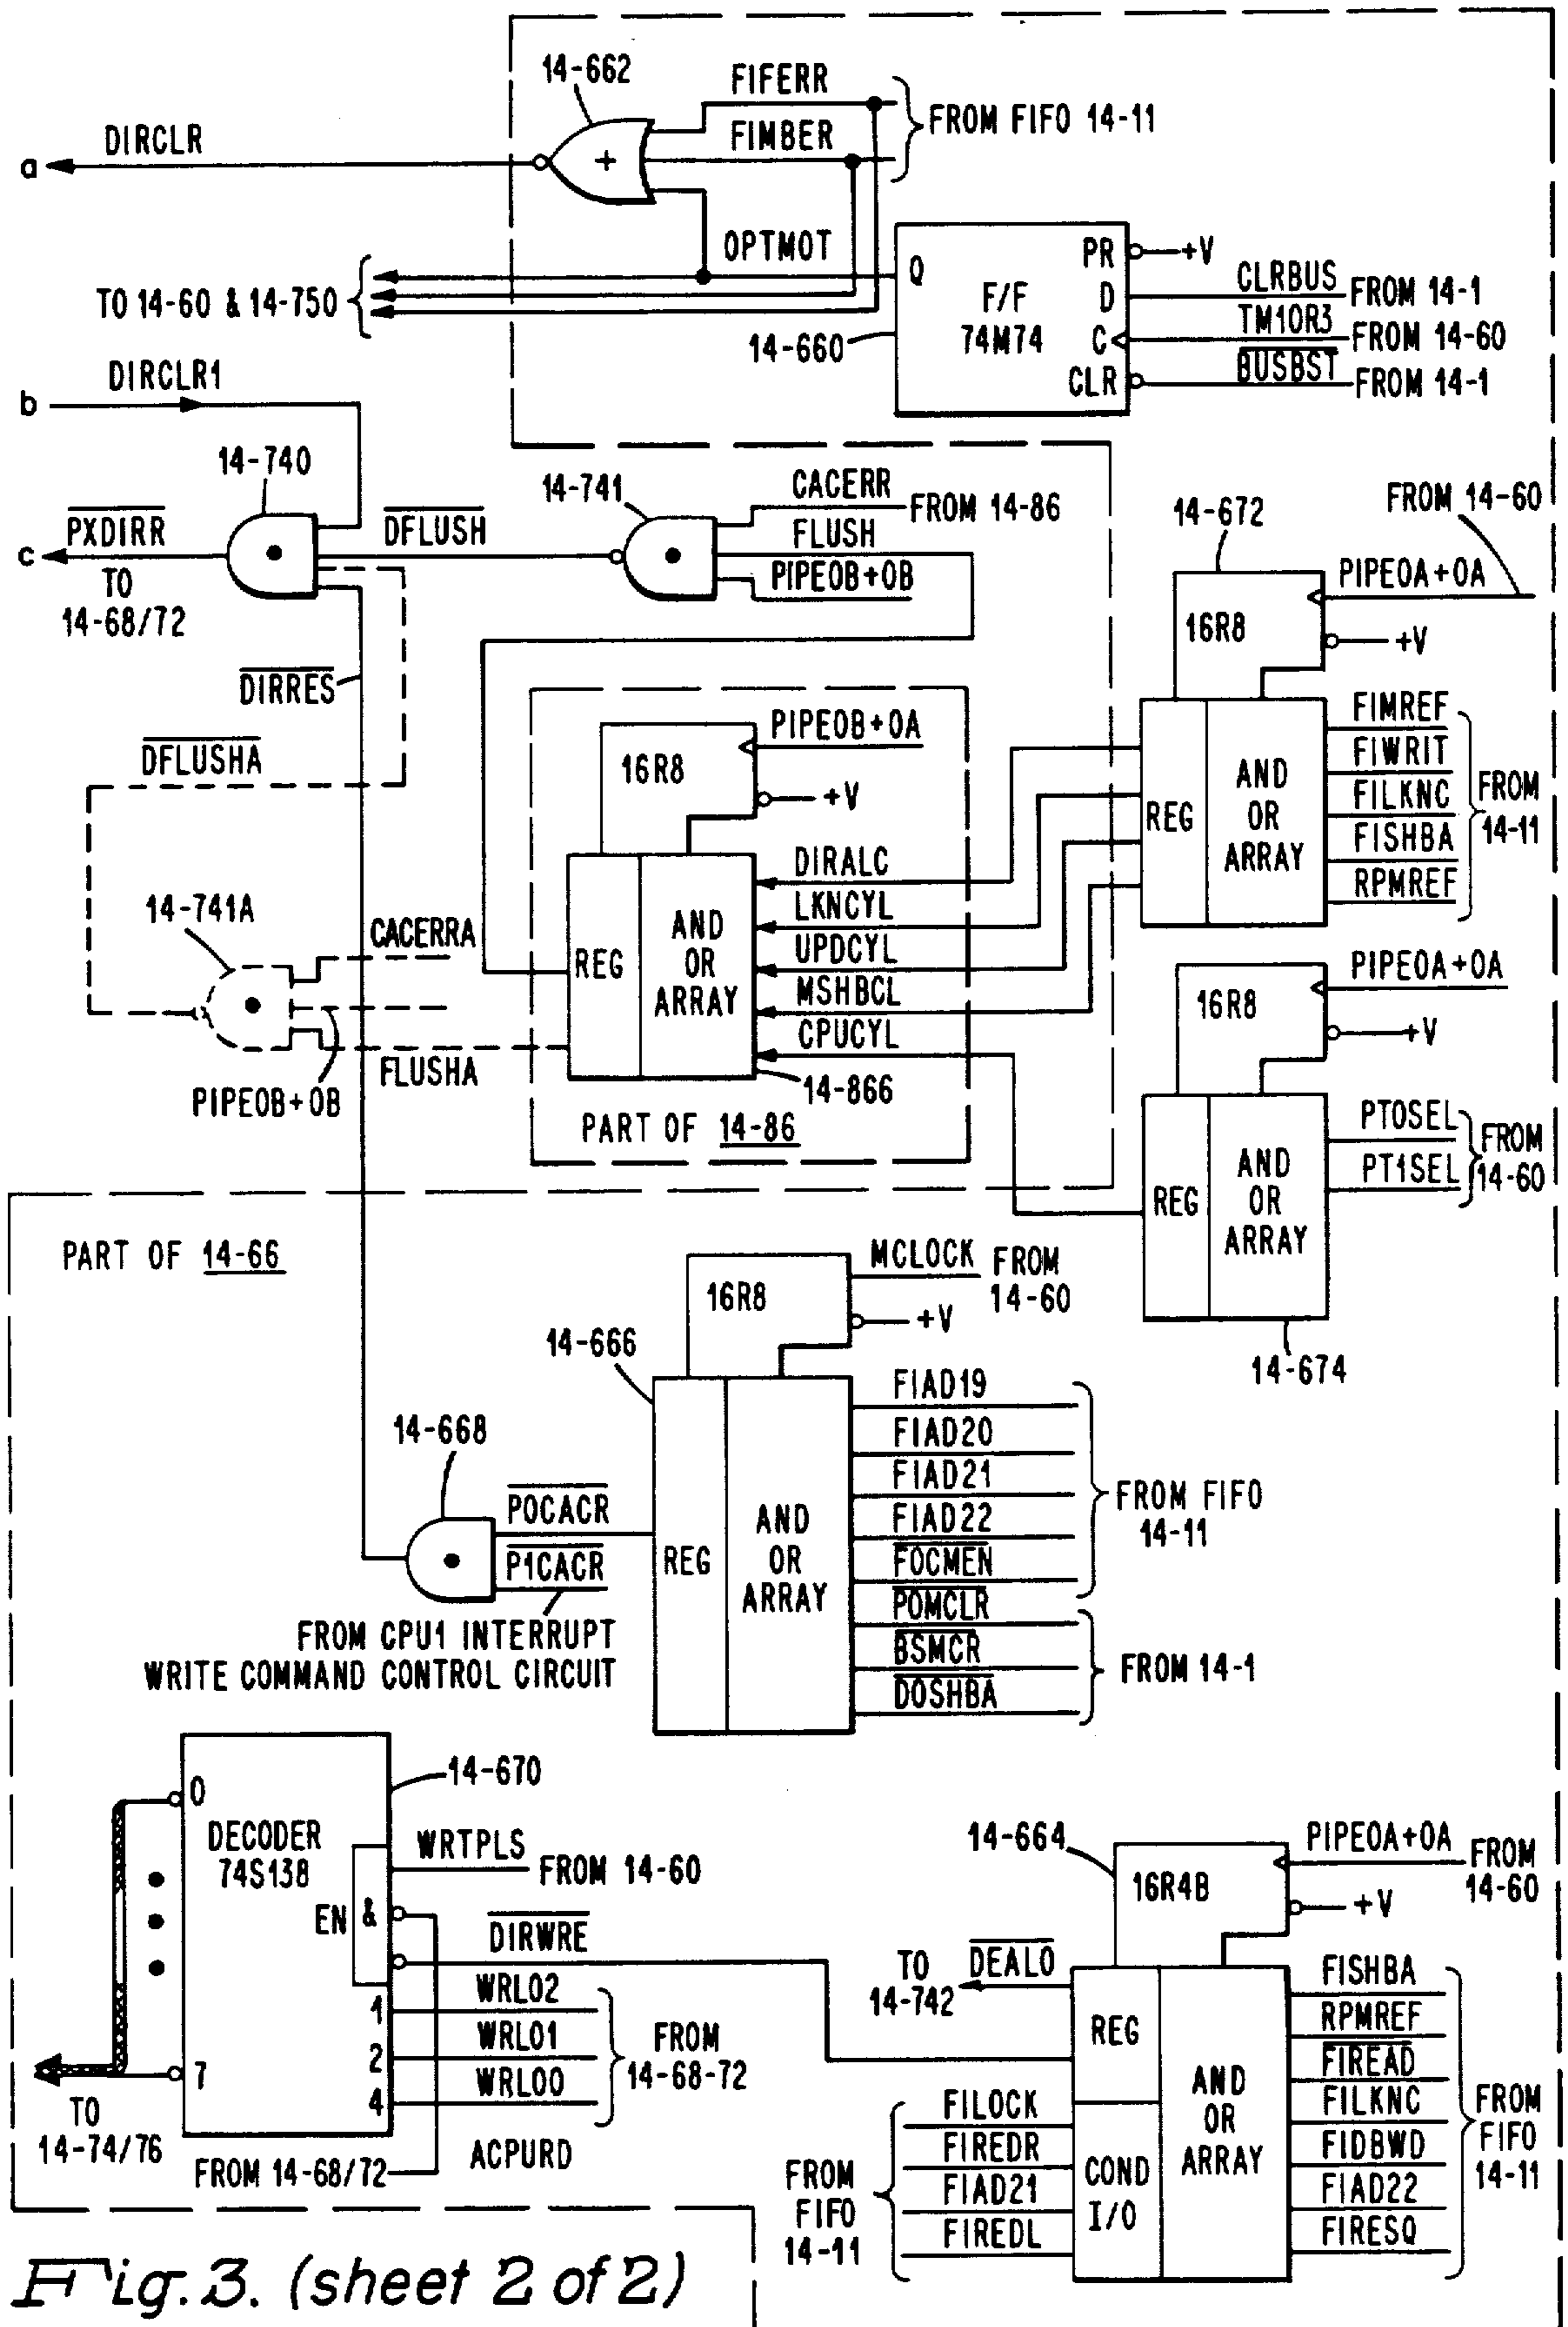 14-662
FIFERR
FIMBER
FROM FIFO 14-11
DIRCLR
a
+
OPTMOT
TO 14-60 & 14-750
Q
PR
+V
D
F/F
74M74
C
CLR
CLRBUS
FROM 14-1
TM10R3
FROM 14-60
BUSBST
FROM 14-1
14-660
b
DIRCLR1
14-740
14-741
CACERR
FROM 14-86
FLUSH
PIPE0B+0B
DFLUSH
PXDIRR
c
TO
14-68/72
DIRRES
DFLUSHA
14-672
FROM 14-60
PIPE0A+0A
16R8
+V
FIMREF
FIWRIT
FILKNC
FISHBA
RPMREF
FROM
14-11
REG
AND
OR
ARRAY
PIPE0B+0A
16R8
+V
DIRALC
LKNCYL
UPDCYL
MSHBCL
CPUCYL
REG
AND
OR
ARRAY
14-866
PART OF 14-86
14-741A
CACERRA
FLUSHA
PIPE0B+0B
PIPE0A+0A
16R8
+V
PT0SEL
PT1SEL
FROM
14-60
REG
AND
OR
ARRAY
14-674
PART OF 14-66
MCLOCK
FROM
14-60
16R8
+V
14-666
FIAD19
FIAD20
FIAD21
FIAD22
FOCMEN
FROM FIFO
14-11
POMCLR
BSMCR
DOSHBA
FROM 14-1
REG
AND
OR
ARRAY
14-668
P0CACR
P1CACR
FROM CPU1 INTERRUPT
WRITE COMMAND CONTROL CIRCUIT
14-670
0
DECODER
74S138
EN
&
WRTPLS
FROM 14-60
DIRWRE
1
WRL02
2
WRL01
4
WRL00
FROM
14-68-72
7
TO
14-74/76
FROM 14-68/72
ACPURD
14-664
PIPE0A+0A
FROM
14-60
16R4B
+V
TO
14-742
DEALO
REG
COND
I/O
AND
OR
ARRAY
FISHBA
RPMREF
FIREAD
FILKNC
FIDBWD
FIAD22
FIRESQ
FROM
FIFO
14-11
FILOCK
FIREDR
FIAD21
FIREDL
FROM
FIFO
14-11
Fig. 3. (sheet 2 of 2)